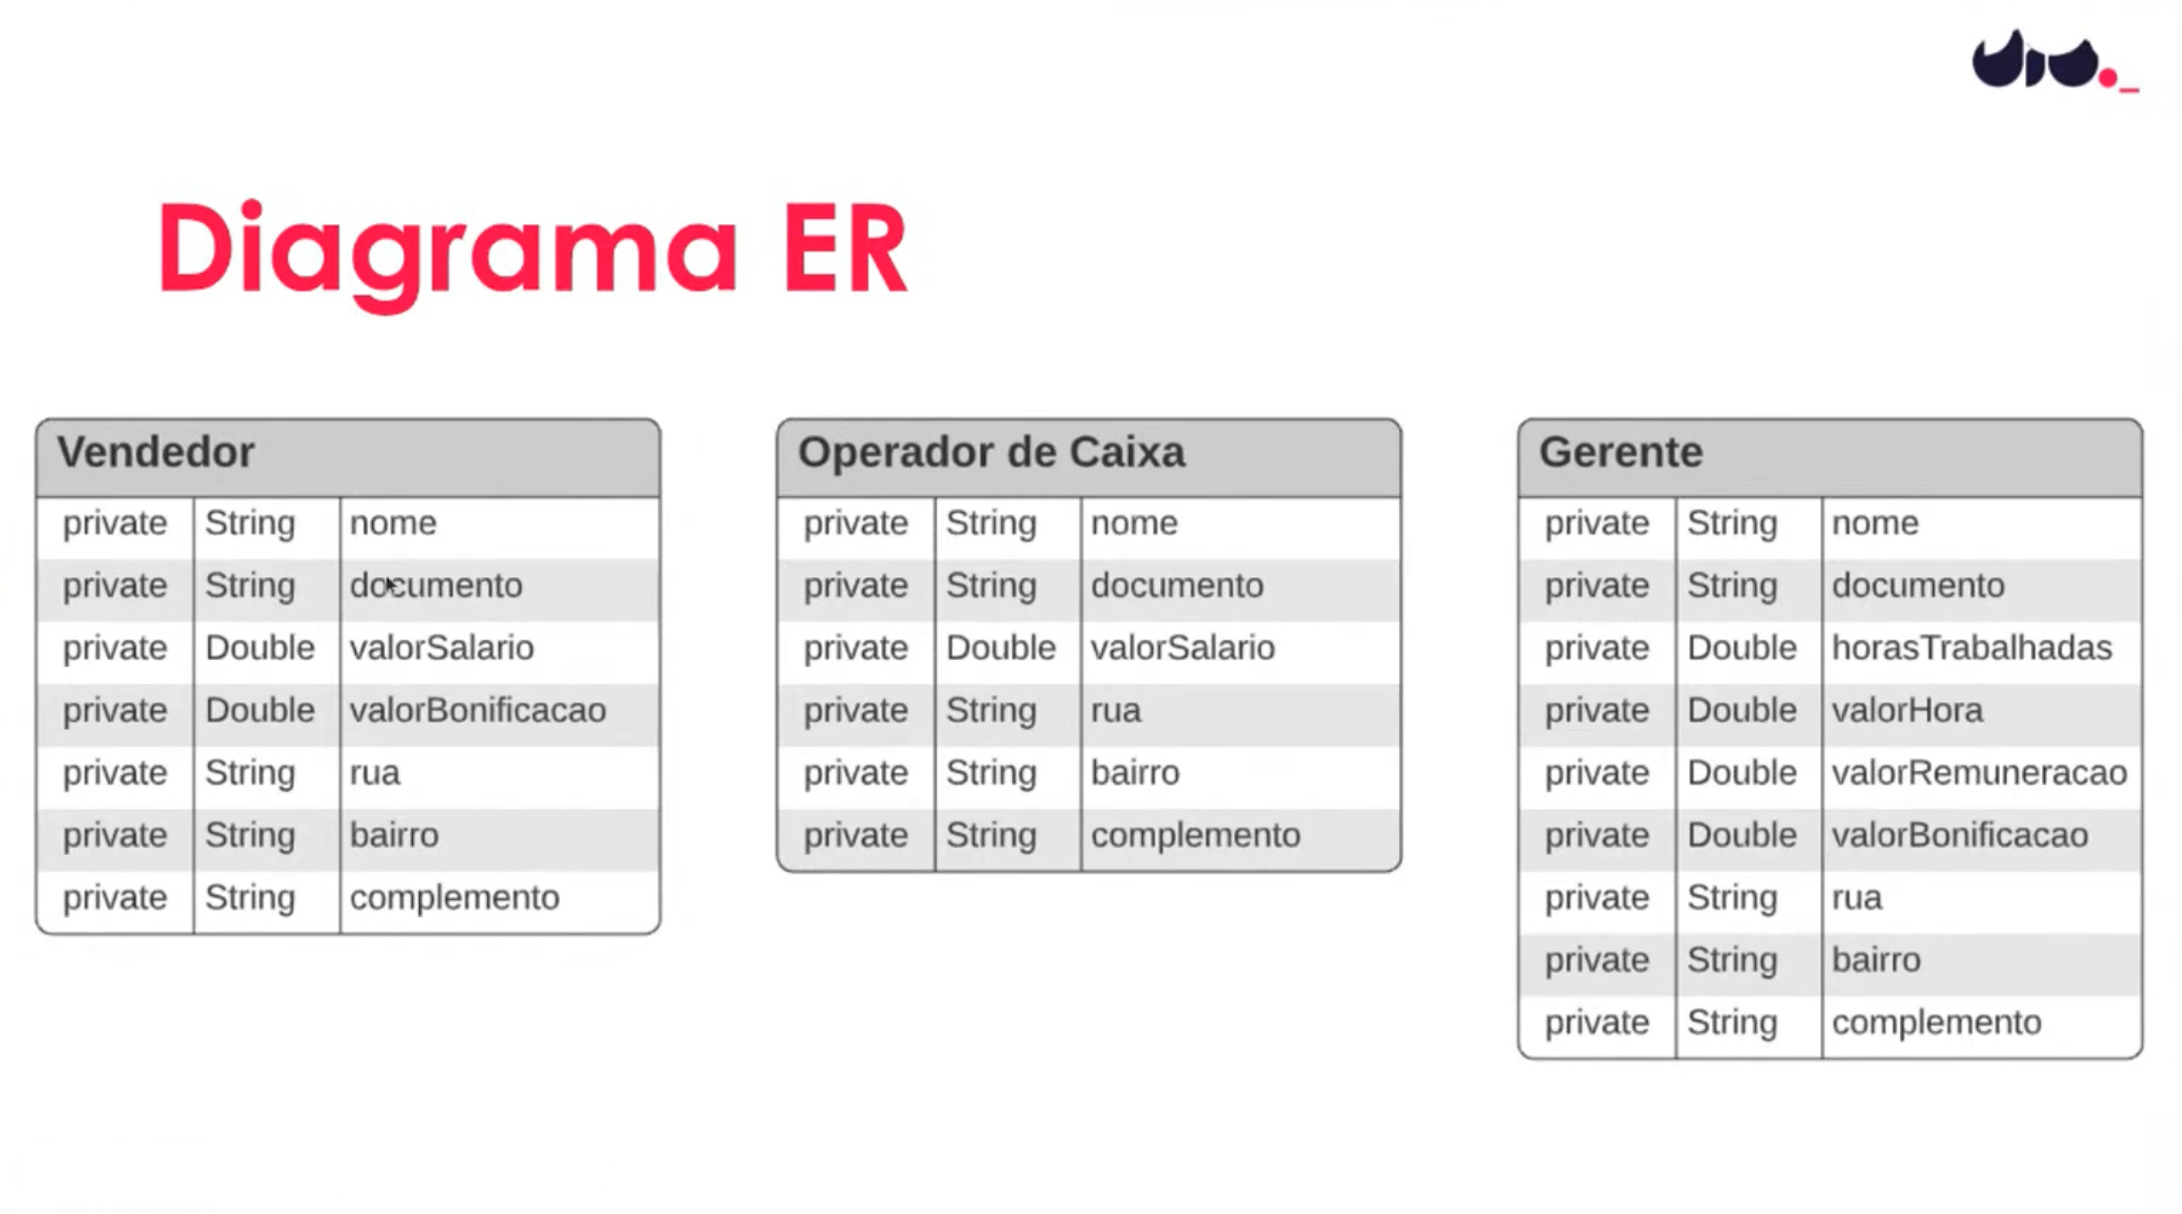 dio._
Diagrama ER
Vendedor
private String nome
private String documento
private Double valorSalario
private Double valorBonificacao
private String rua
private String bairro
private String complemento
Operador de Caixa
private String nome
private String documento
private Double valorSalario
private String rua
private String bairro
private String complemento
Gerente
private String nome
private String documento
private Double horasTrabalhadas
private Double valorHora
private Double valorRemuneracao
private Double valorBonificacao
private String rua
private String bairro
private String complemento